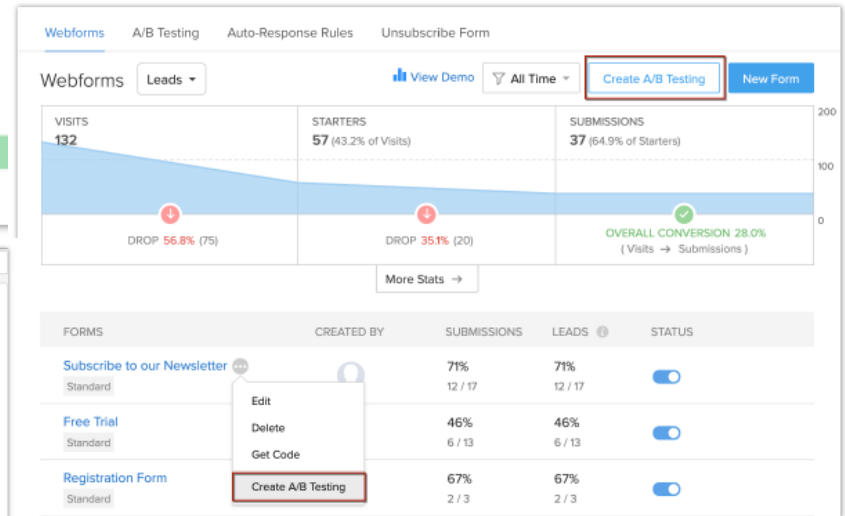 Webforms A/B Testing Auto-Response Rules Unsubscribe Form
Webforms Leads View Demo All Time Create A/B Testing New Form
VISITS STARTERS SUBMISSIONS 200
132 57 (43.2% of Visits) 37 (64.9% of Starters)
100
0
DROP 56.8% (75) DROP 35.1% (20) OVERALL CONVERSION 28.0%
( Visits → Submissions )
More Stats →
FORMS CREATED BY SUBMISSIONS LEADS STATUS
Subscribe to our Newsletter 71% 71%
Standard 12 / 17 12 / 17
Edit
Free Trial 46% 46%
Delete
Standard 6 / 13 6 / 13
Get Code
Registration Form 67% 67%
Create A/B Testing
Standard 2 / 3 2 / 3